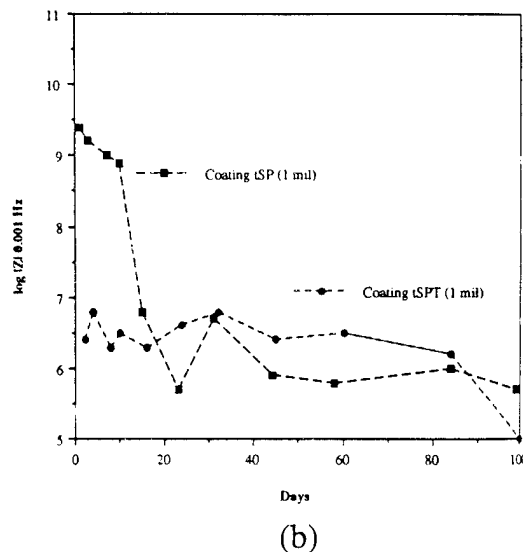 11
10
9
8
7
6
5
log |Z| 0.001 Hz
Coating tSP (1 mil)
Coating tSPT (1 mil)
0 20 40 60 80 100
Days
(b)